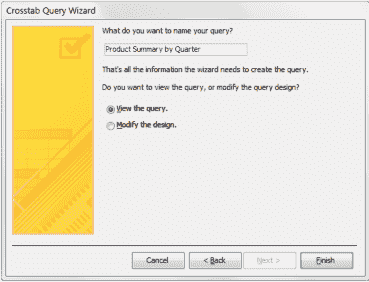 Crosstab Query Wizard
What do you want to name your query?
Product Summary by Quarter
That's all the information the wizard needs to create the query.
Do you want to view the query, or modify the query design?
View the query.
Modify the design.
Cancel
< Back
Next >
Finish